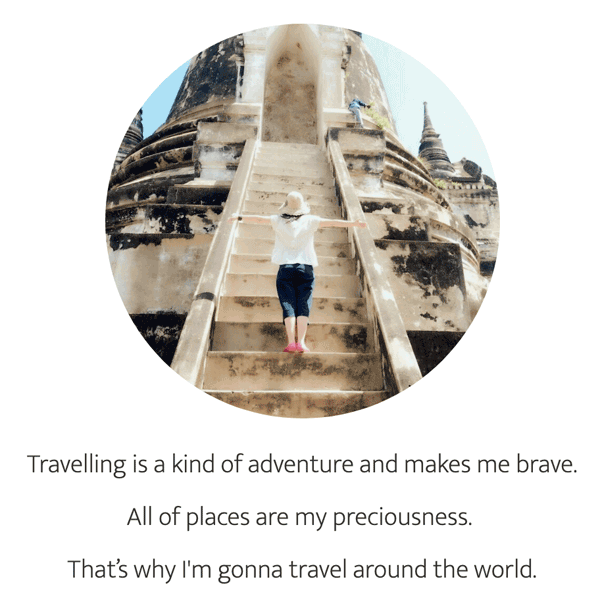 Travelling is a kind of adventure and makes me brave.
All of places are my preciousness.
That’s why I'm gonna travel around the world.